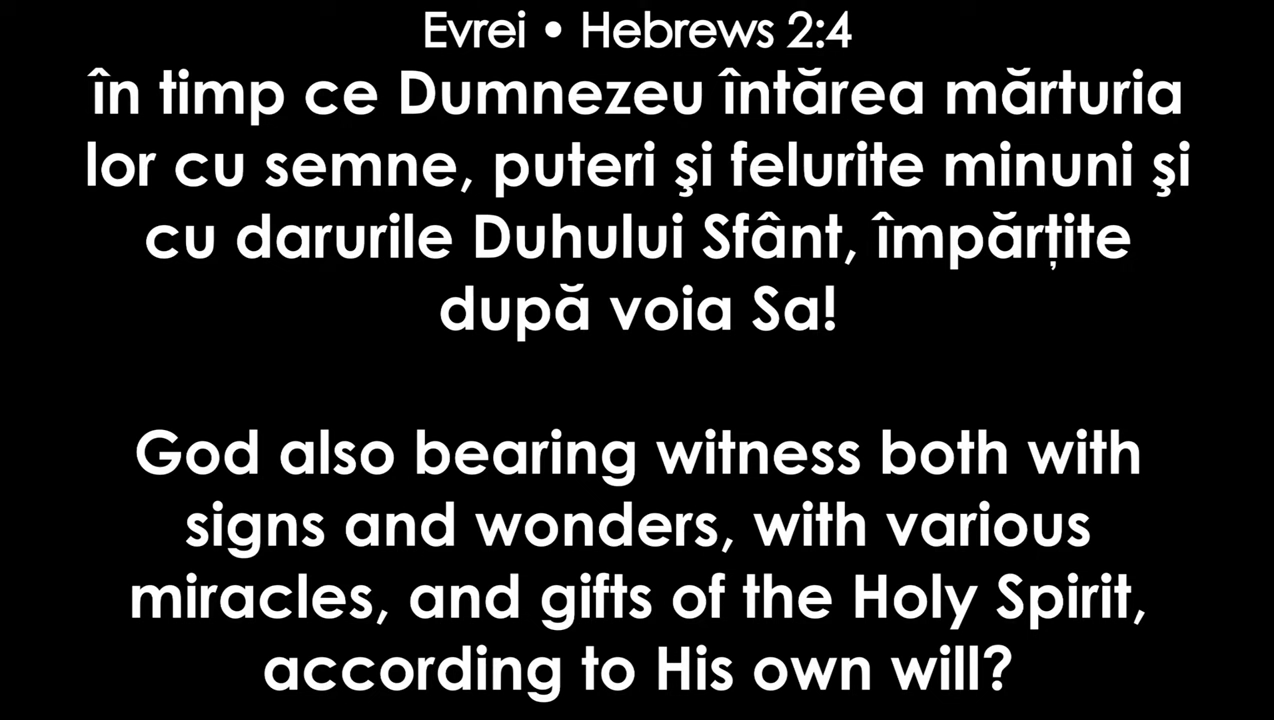 Evrei • Hebrews 2:4
în timp ce Dumnezeu întărea mărturia
lor cu semne, puteri şi felurite minuni şi
cu darurile Duhului Sfânt, împărțite
după voia Sa!
God also bearing witness both with
signs and wonders, with various
miracles, and gifts of the Holy Spirit,
according to His own will?